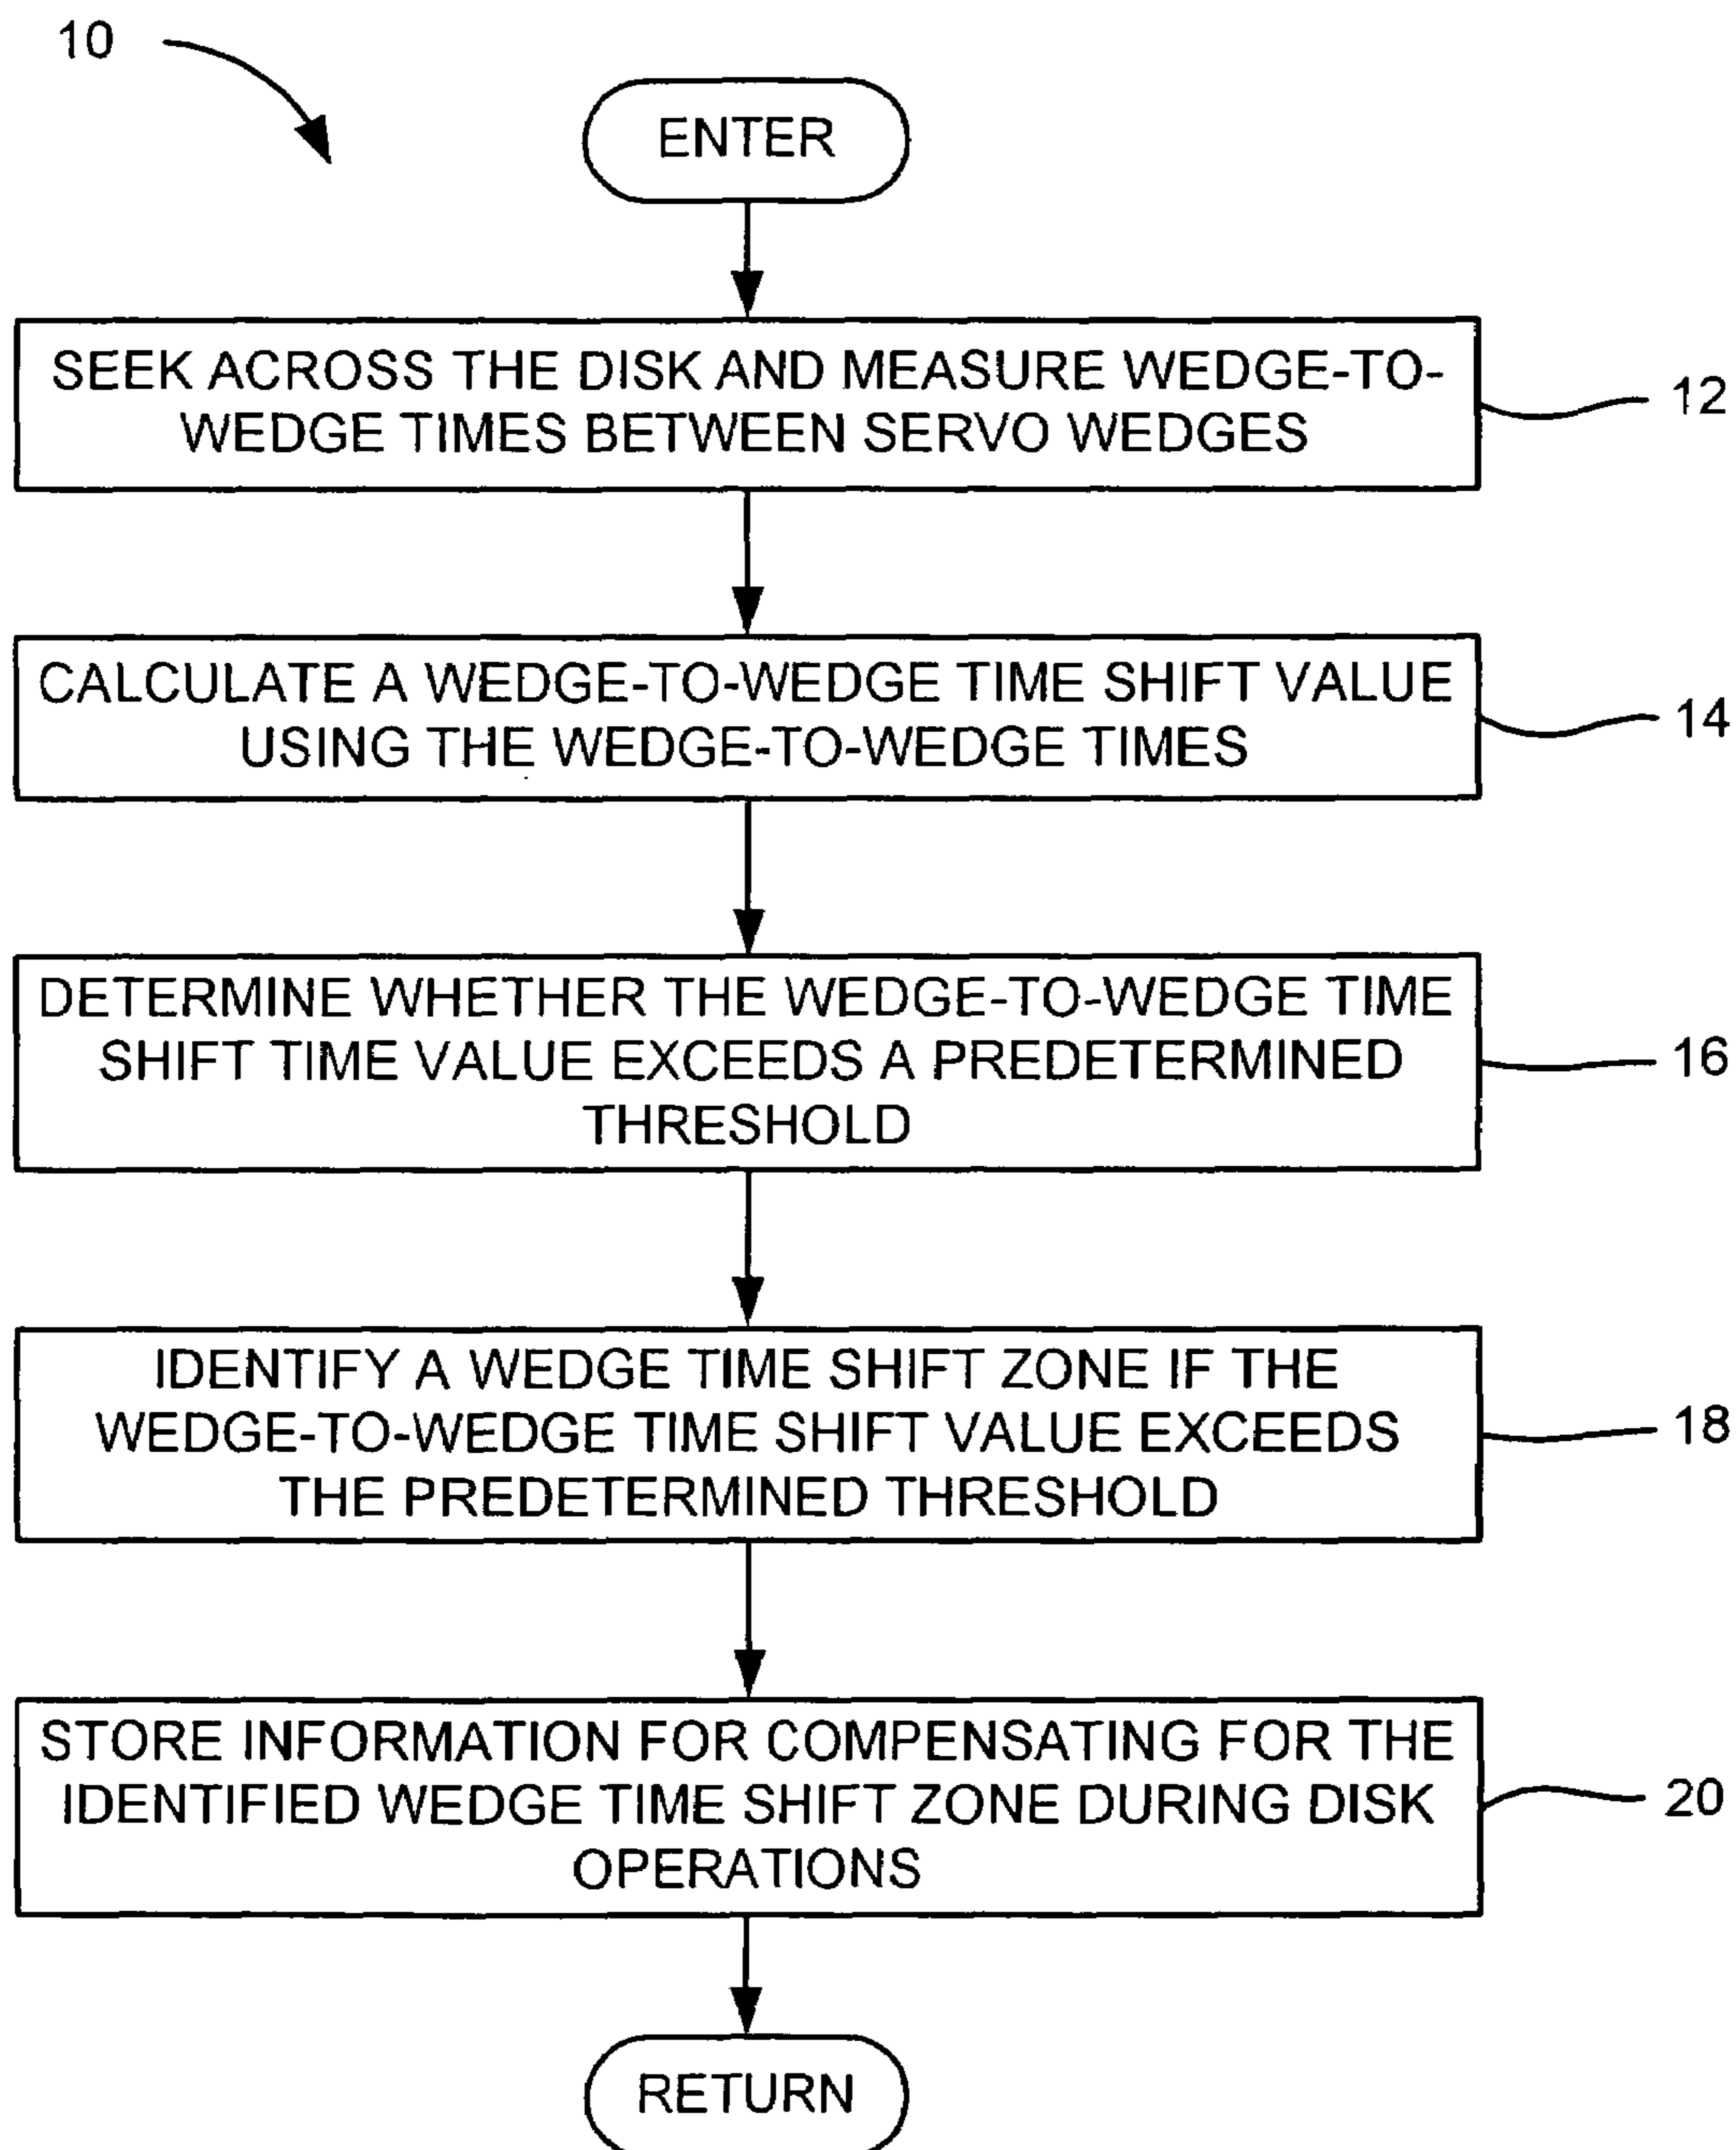 10
ENTER
SEEK ACROSS THE DISK AND MEASURE WEDGE-TO-
WEDGE TIMES BETWEEN SERVO WEDGES
12
CALCULATE A WEDGE-TO-WEDGE TIME SHIFT VALUE
USING THE WEDGE-TO-WEDGE TIMES
14
DETERMINE WHETHER THE WEDGE-TO-WEDGE TIME
SHIFT TIME VALUE EXCEEDS A PREDETERMINED
THRESHOLD
16
IDENTIFY A WEDGE TIME SHIFT ZONE IF THE
WEDGE-TO-WEDGE TIME SHIFT VALUE EXCEEDS
THE PREDETERMINED THRESHOLD
18
STORE INFORMATION FOR COMPENSATING FOR THE
IDENTIFIED WEDGE TIME SHIFT ZONE DURING DISK
OPERATIONS
20
RETURN